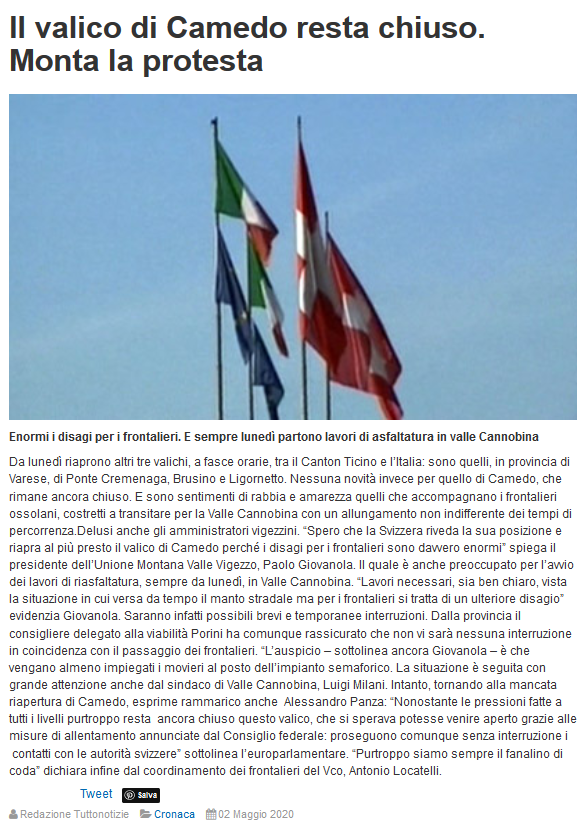 Il valico di Camedo resta chiuso.
Monta la protesta
Enormi i disagi per i frontalieri. E sempre lunedì partono lavori di asfaltatura in valle Cannobina
Da lunedì riaprono altri tre valichi, a fasce orarie, tra il Canton Ticino e l’Italia: sono quelli, in provincia di
Varese, di Ponte Cremenaga, Brusino e Ligornetto. Nessuna novità invece per quello di Camedo, che
rimane ancora chiuso. E sono sentimenti di rabbia e amarezza quelli che accompagnano i frontalieri
ossolani, costretti a transitare per la Valle Cannobina con un allungamento non indifferente dei tempi di
percorrenza.Delusi anche gli amministratori vigezzini. “Spero che la Svizzera riveda la sua posizione e
riapra al più presto il valico di Camedo perché i disagi per i frontalieri sono davvero enormi” spiega il
presidente dell’Unione Montana Valle Vigezzo, Paolo Giovanola. Il quale è anche preoccupato per l’avvio
dei lavori di riasfaltatura, sempre da lunedì, in Valle Cannobina. “Lavori necessari, sia ben chiaro, vista
la situazione in cui versa da tempo il manto stradale ma per i frontalieri si tratta di un ulteriore disagio”
evidenzia Giovanola. Saranno infatti possibili brevi e temporanee interruzioni. Dalla provincia il
consigliere delegato alla viabilità Porini ha comunque rassicurato che non vi sarà nessuna interruzione
in coincidenza con il passaggio dei frontalieri. “L’auspicio – sottolinea ancora Giovanola – è che
vengano almeno impiegati i movieri al posto dell’impianto semaforico. La situazione è seguita con
grande attenzione anche dal sindaco di Valle Cannobina, Luigi Milani. Intanto, tornando alla mancata
riapertura di Camedo, esprime rammarico anche Alessandro Panza: “Nonostante le pressioni fatte a
tutti i livelli purtroppo resta ancora chiuso questo valico, che si sperava potesse venire aperto grazie alle
misure di allentamento annunciate dal Consiglio federale: proseguono comunque senza interruzione i
contatti con le autorità svizzere” sottolinea l’europarlamentare. “Purtroppo siamo sempre il fanalino di
coda” dichiara infine dal coordinamento dei frontalieri del Vco, Antonio Locatelli.
Tweet Salva
Redazione Tuttonotizie Cronaca 02 Maggio 2020